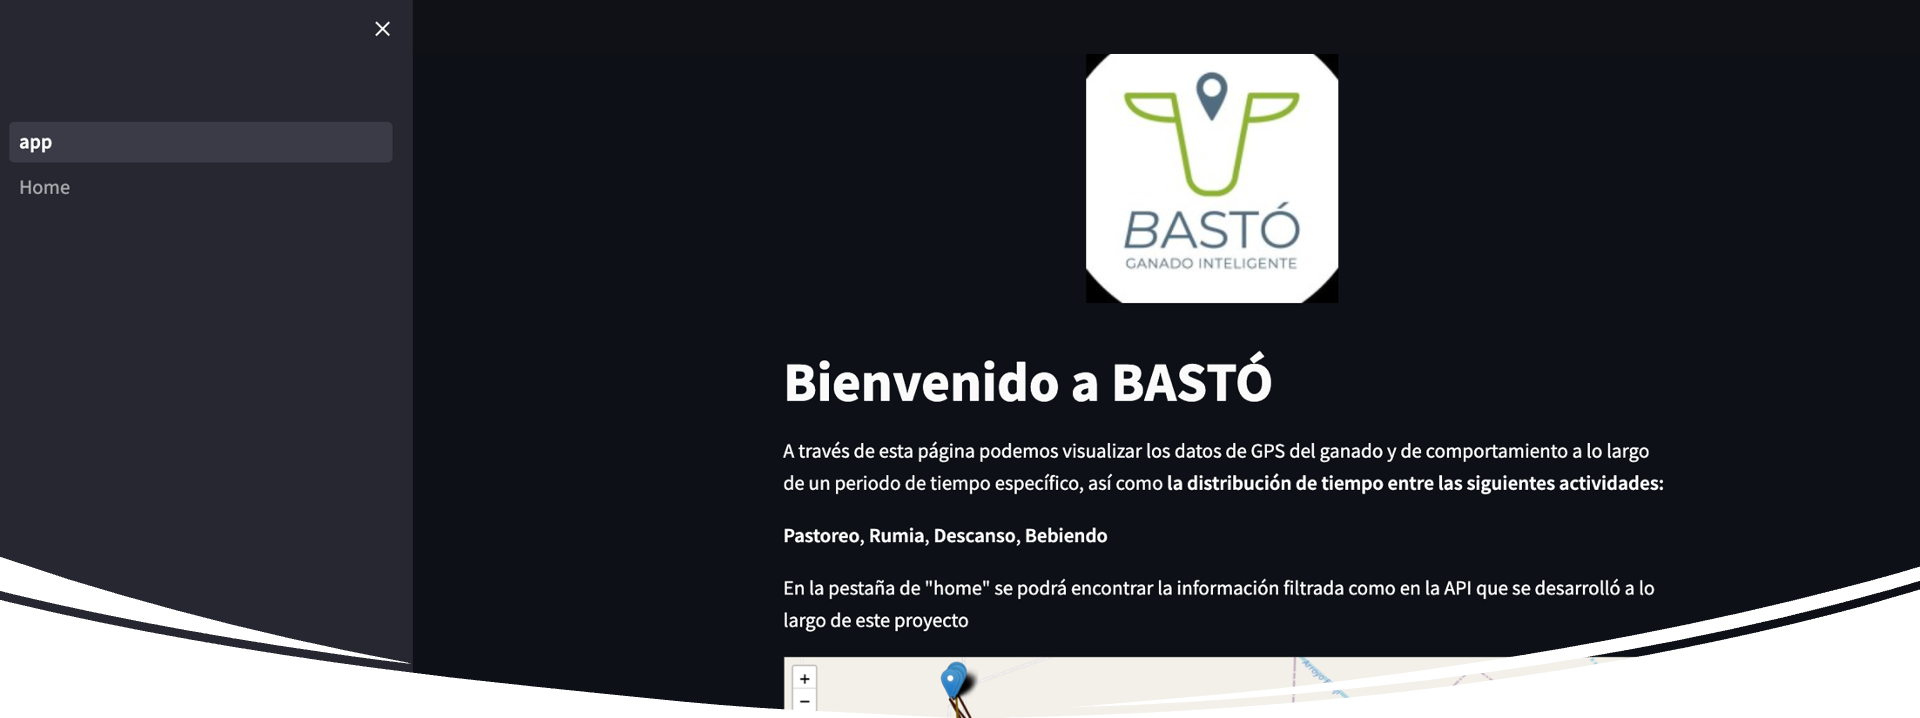 app
Home
BASTÓ
GANADO INTELIGENTE
Bienvenido a BASTÓ
A través de esta página podemos visualizar los datos de GPS del ganado y de comportamiento a lo largo
de un periodo de tiempo específico, así como la distribución de tiempo entre las siguientes actividades:
Pastoreo, Rumia, Descanso, Bebiendo
En la pestaña de "home" se podrá encontrar la información filtrada como en la API que se desarrolló a lo
largo de este proyecto
+
−
Arroyo